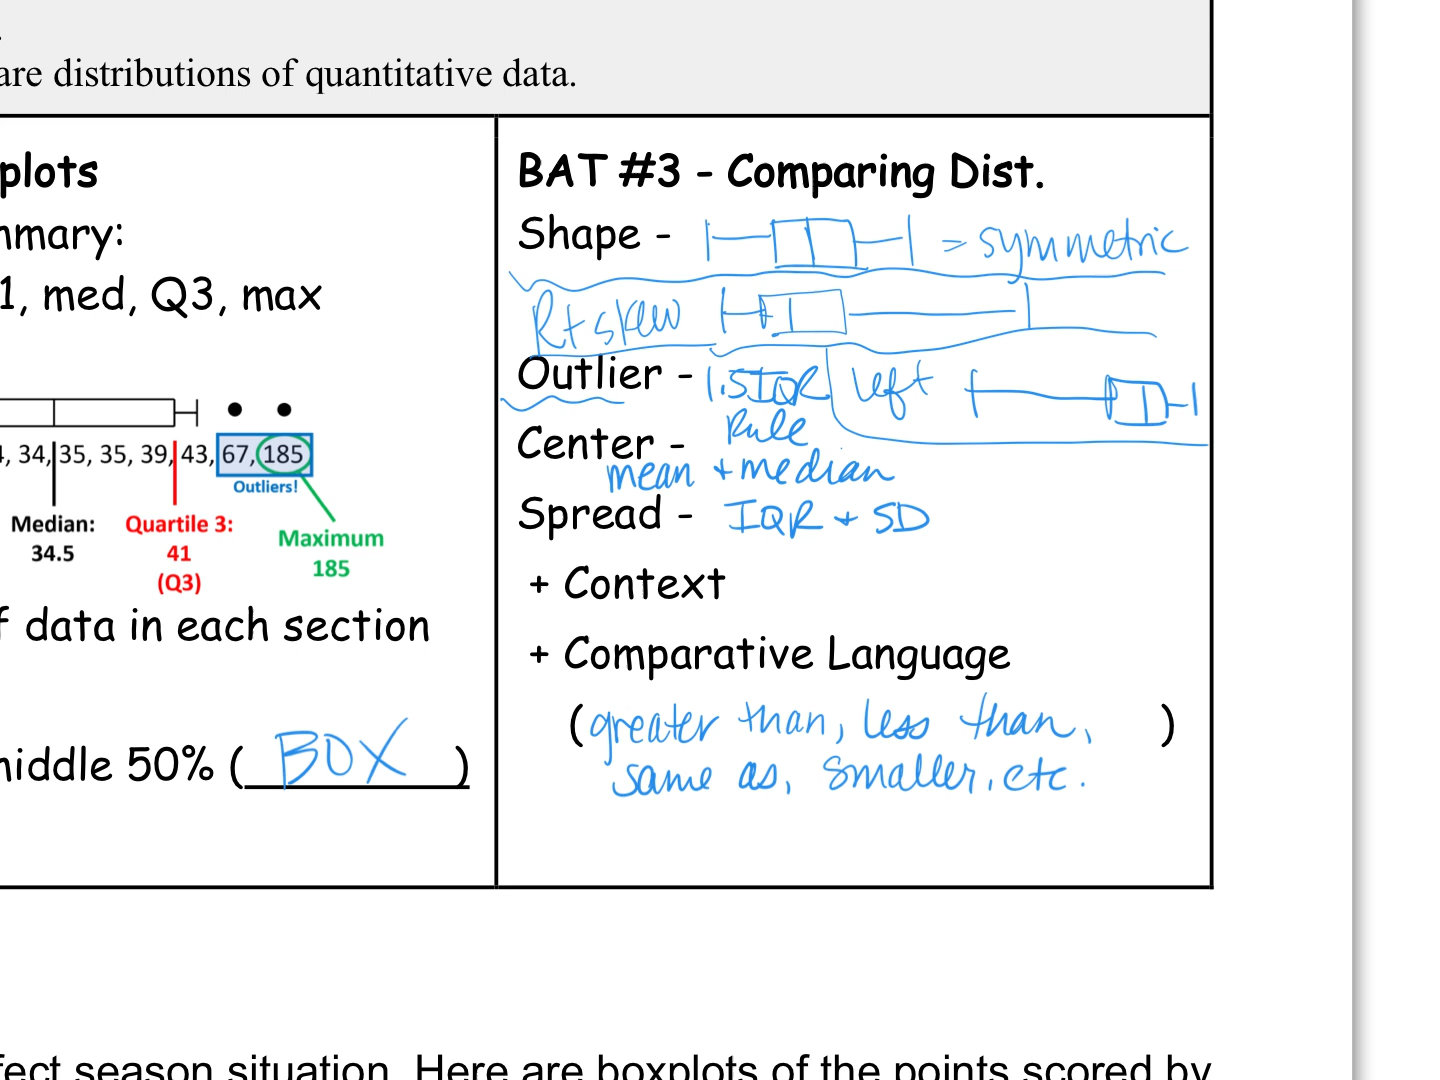 .
are distributions of quantitative data.
plots
mmary:
1, med, Q3, max
4, 34, 35, 35, 39, 43, 67, 185
Outliers!
Median:
34.5
Quartile 3:
41
(Q3)
Maximum
185
f data in each section
middle 50% ( BOX )
BAT #3 - Comparing Dist.
Shape - = symmetric
Rt skew
Outlier - 1.5IQR left
Rule
Center -
mean + median
Spread - IQR + SD
+ Context
+ Comparative Language
(greater than, less than, )
same as, smaller, etc.
fect season situation. Here are boxplots of the points scored by